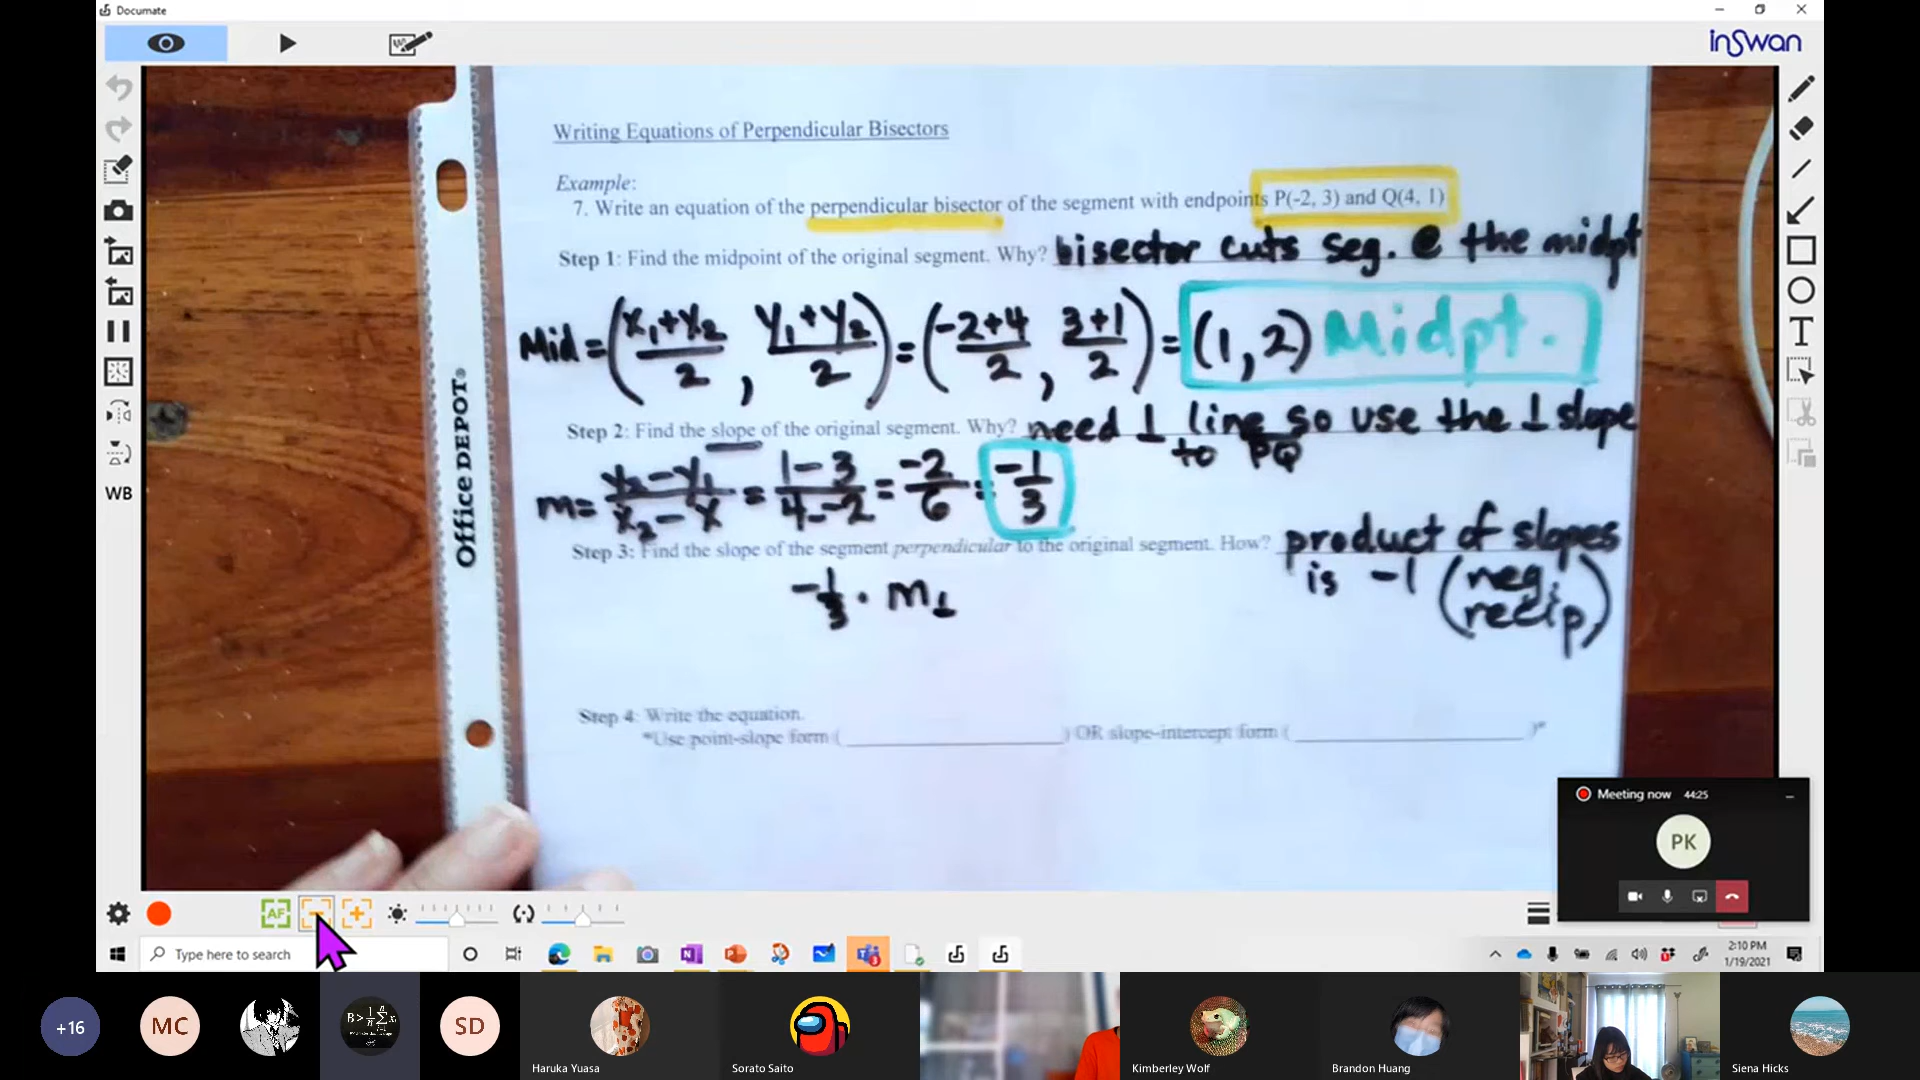 Documate
inSwan
Writing Equations of Perpendicular Bisectors
Example:
7. Write an equation of the perpendicular bisector of the segment with endpoints P(-2, 3) and Q(4, 1)
Step 1: Find the midpoint of the original segment. Why? bisector cuts seg. @ the midpt
Mid = (x₁+x₂/2, y₁+y₂/2) = (-2+4/2, 3+1/2) = (1, 2) Midpt.
Step 2: Find the slope of the original segment. Why? need ⊥ line so use the ⊥ slope
to PQ
m = y₂-y₁/x₂-x = 1-3/4--2 = -2/6 = -1/3
Step 3: Find the slope of the segment perpendicular to the original segment. How? product of slopes
is -1 (neg. recip)
-1/3 · m⊥
Step 4: Write the equation.
*Use point-slope form ( ) OR slope-intercept form ( )*
Office DEPOT
WB
T
AF
Meeting now 44:25
PK
Type here to search
2:10 PM
1/19/2021
+16
MC
SD
Haruka Yuasa
Sorato Saito
Kimberley Wolf
Brandon Huang
Siena Hicks